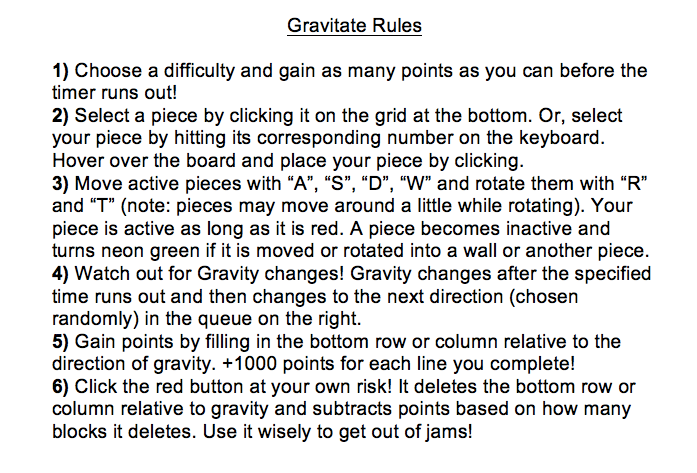 Gravitate Rules
1) Choose a difficulty and gain as many points as you can before the
timer runs out!
2) Select a piece by clicking it on the grid at the bottom. Or, select
your piece by hitting its corresponding number on the keyboard.
Hover over the board and place your piece by clicking.
3) Move active pieces with “A”, “S”, “D”, “W” and rotate them with “R”
and “T” (note: pieces may move around a little while rotating). Your
piece is active as long as it is red. A piece becomes inactive and
turns neon green if it is moved or rotated into a wall or another piece.
4) Watch out for Gravity changes! Gravity changes after the specified
time runs out and then changes to the next direction (chosen
randomly) in the queue on the right.
5) Gain points by filling in the bottom row or column relative to the
direction of gravity. +1000 points for each line you complete!
6) Click the red button at your own risk! It deletes the bottom row or
column relative to gravity and subtracts points based on how many
blocks it deletes. Use it wisely to get out of jams!